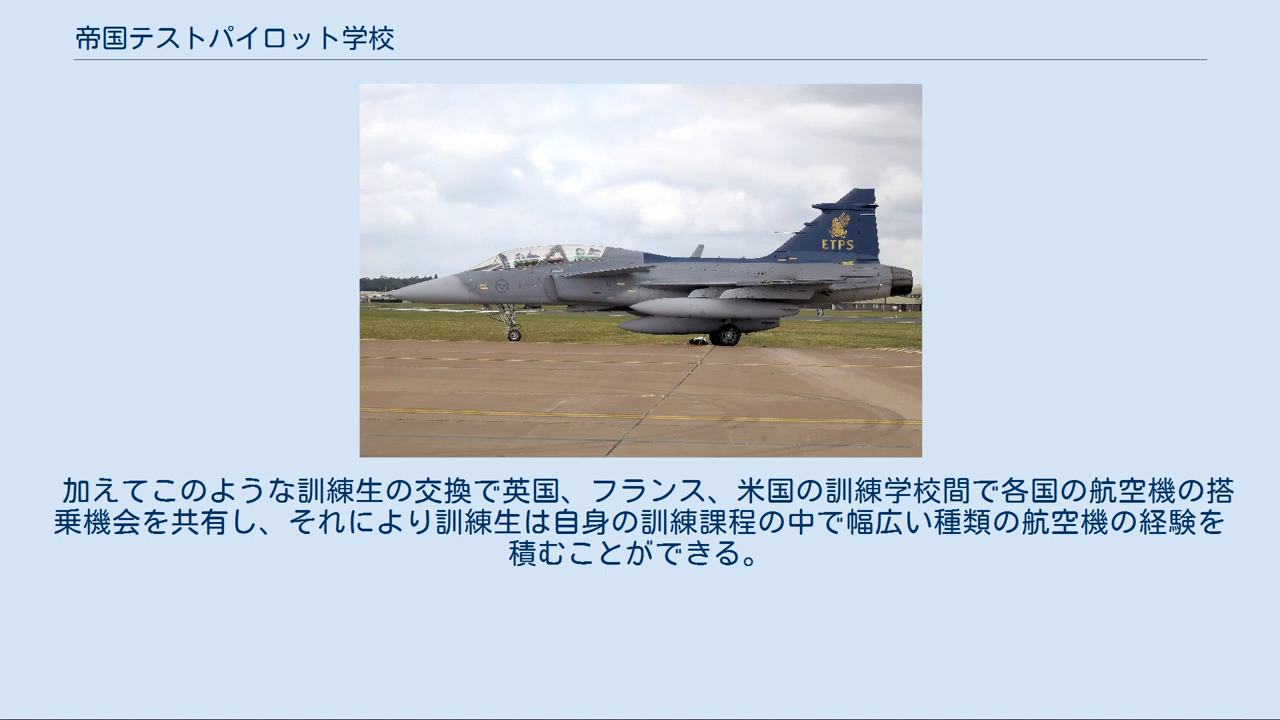 帝国テストパイロット学校
ETPS
加えてこのような訓練生の交換で英国、フランス、米国の訓練学校間で各国の航空機の搭
乗機会を共有し、それにより訓練生は自身の訓練課程の中で幅広い種類の航空機の経験を
積むことができる。